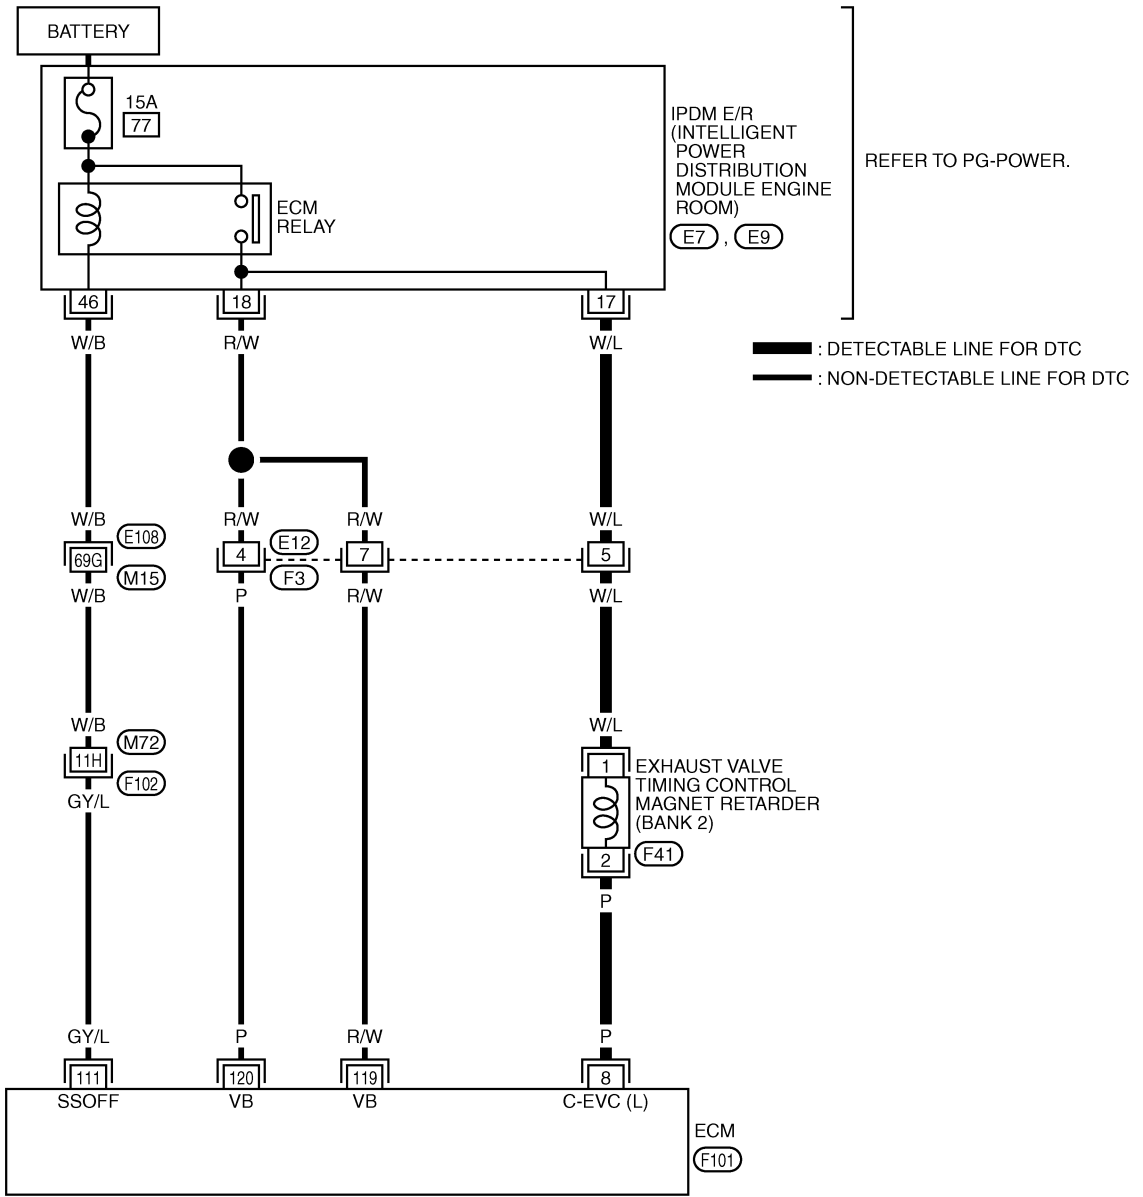 BATTERY
15A
77
IPDM E/R
(INTELLIGENT
POWER
DISTRIBUTION
MODULE ENGINE
ROOM)
E7 , E9
REFER TO PG-POWER.
ECM
RELAY
46 18 17
W/B R/W W/L
: DETECTABLE LINE FOR DTC
: NON-DETECTABLE LINE FOR DTC
W/B R/W R/W W/L
E108 E12
69G 4 7 5
M15 F3
W/B P R/W W/L
W/B W/L
M72
11H
F102
GY/L
1
EXHAUST VALVE
TIMING CONTROL
MAGNET RETARDER
(BANK 2)
2 F41
P
GY/L P R/W P
111 120 119 8
SSOFF VB VB C-EVC (L)
ECM
F101